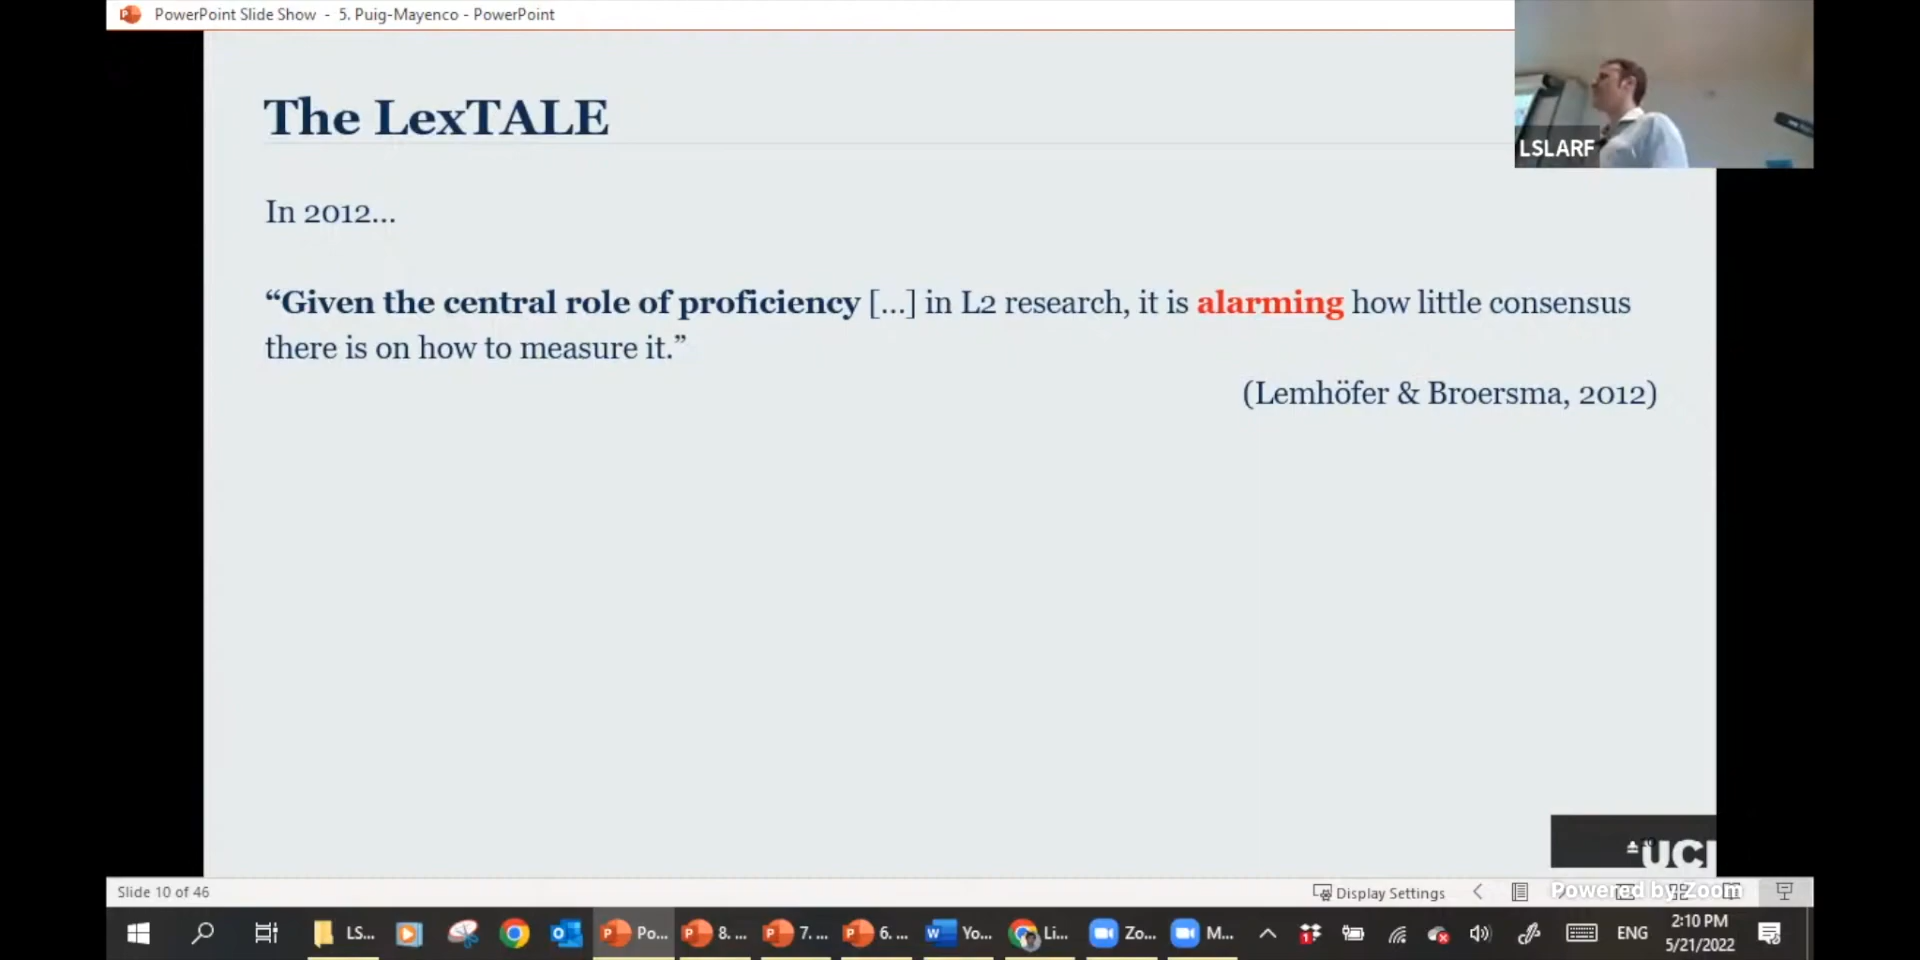 PowerPoint Slide Show - 5. Puig-Mayenco - PowerPoint
LSLARF
The LexTALE
In 2012...
“Given the central role of proficiency [...] in L2 research, it is alarming how little consensus
there is on how to measure it.”
(Lemhöfer & Broersma, 2012)
UCL
Slide 10 of 46
Display Settings
Powered by Zoom
LS...
Po...
8. ...
7. ...
6. ...
Yo...
Li...
Zo...
M...
ENG
2:10 PM
5/21/2022